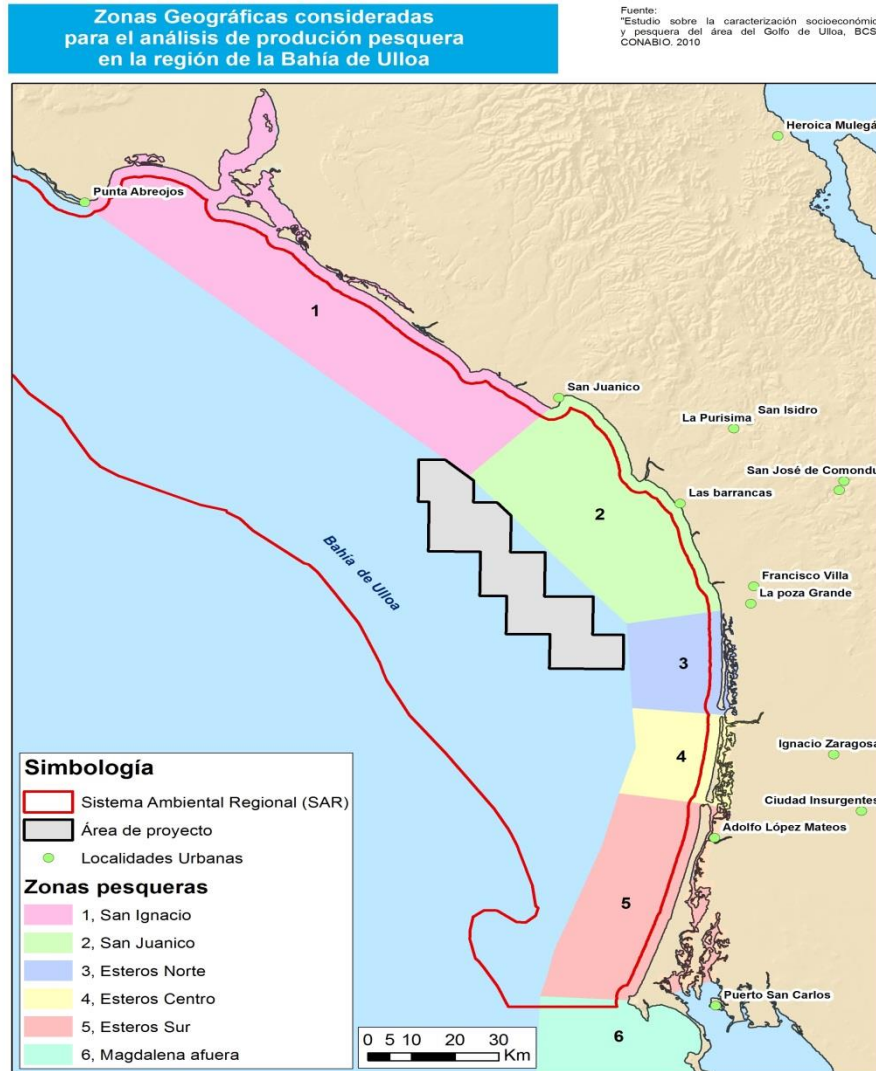 Zonas Geográficas consideradas
para el análisis de produción pesquera
en la región de la Bahía de Ulloa
Fuente:
"Estudio sobre la caracterización socioeconómic
y pesquera del área del Golfo de Ulloa, BCS
CONABIO. 2010
Heroica Mulegá
Punta Abreojos
1
San Juanico
La Purisima
San Isidro
San José de Comondu
Las barrancas
2
Bahía de Ulloa
Francisco Villa
La poza Grande
3
Ignacio Zaragosa
4
Ciudad Insurgentes
Adolfo López Mateos
5
Puerto San Carlos
6
Simbología
Sistema Ambiental Regional (SAR)
Área de proyecto
Localidades Urbanas
Zonas pesqueras
1, San Ignacio
2, San Juanico
3, Esteros Norte
4, Esteros Centro
5, Esteros Sur
6, Magdalena afuera
0 5 10 20 30
Km